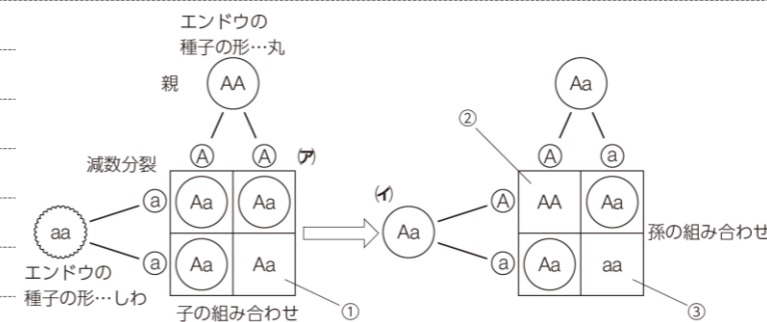 エンドウの
種子の形…丸
親
AA
Aa
②
A A (ア)
A a
減数分裂
(イ)
a Aa Aa
A AA Aa
aa
Aa
孫の組み合わせ
a Aa Aa
a Aa aa
エンドウの
種子の形…しわ
子の組み合わせ
①
③